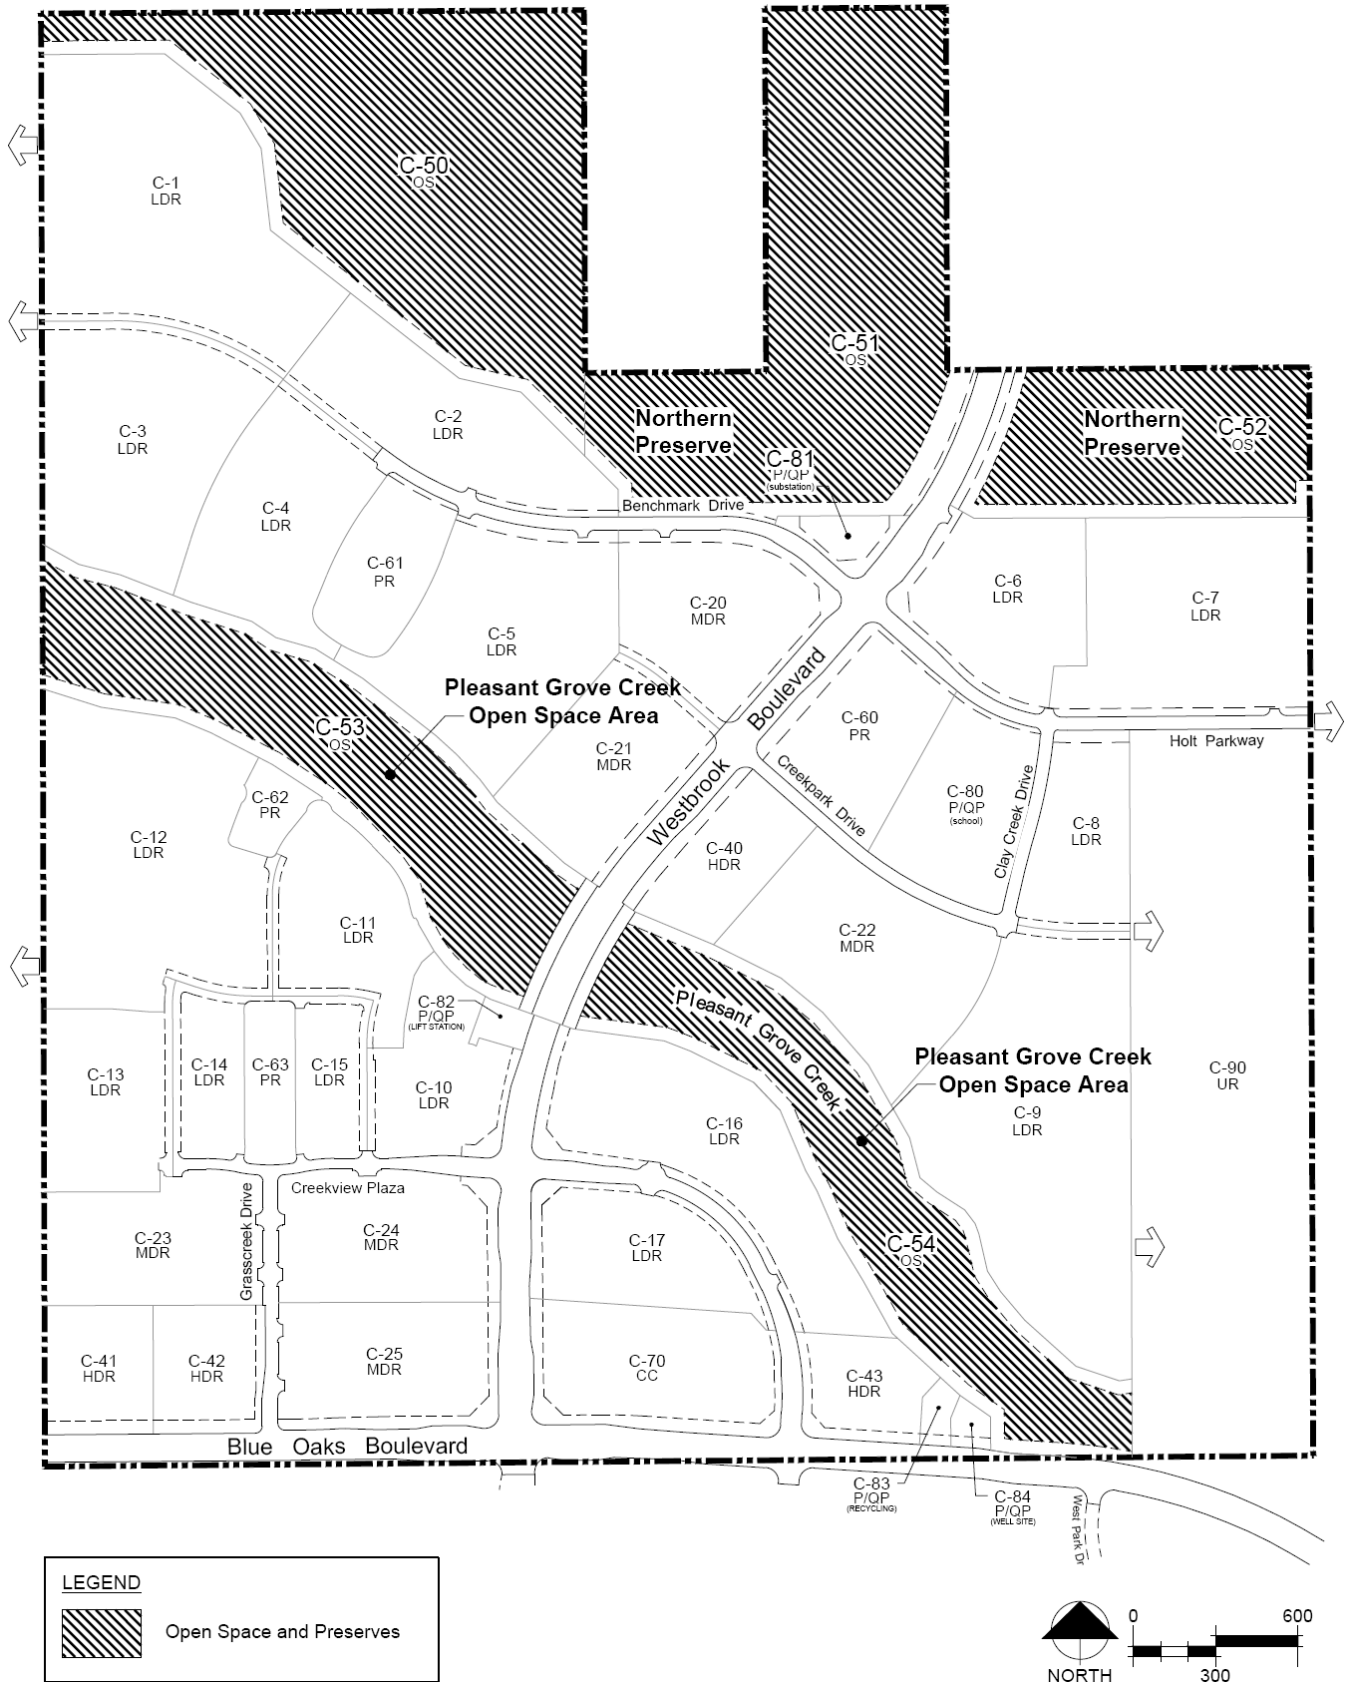 C-50
OS
C-1
LDR
C-51
OS
Northern
Preserve
Northern
Preserve
C-52
OS
C-2
LDR
C-3
LDR
C-81
P/QP
(substation)
C-4
LDR
Benchmark Drive
C-61
PR
C-6
LDR
C-7
LDR
C-20
MDR
C-5
LDR
Pleasant Grove Creek
Open Space Area
C-53
OS
Westbrook Boulevard
C-60
PR
C-21
MDR
Holt Parkway
Creekpark Drive
C-80
P/QP
(school)
Clay Creek Drive
C-62
PR
C-12
LDR
C-8
LDR
C-40
HDR
C-11
LDR
C-22
MDR
C-82
P/QP
(LIFT STATION)
Pleasant Grove Creek
Pleasant Grove Creek
Open Space Area
C-13
LDR
C-14
LDR
C-63
PR
C-15
LDR
C-10
LDR
C-90
UR
C-9
LDR
C-16
LDR
Creekview Plaza
Grasscreek Drive
C-23
MDR
C-24
MDR
C-17
LDR
C-54
OS
C-41
HDR
C-42
HDR
C-25
MDR
C-70
CC
C-43
HDR
Blue Oaks Boulevard
C-83
P/QP
(RECYCLING)
C-84
P/QP
(WELL SITE)
West Park Dr
LEGEND
Open Space and Preserves
NORTH
0 600
300